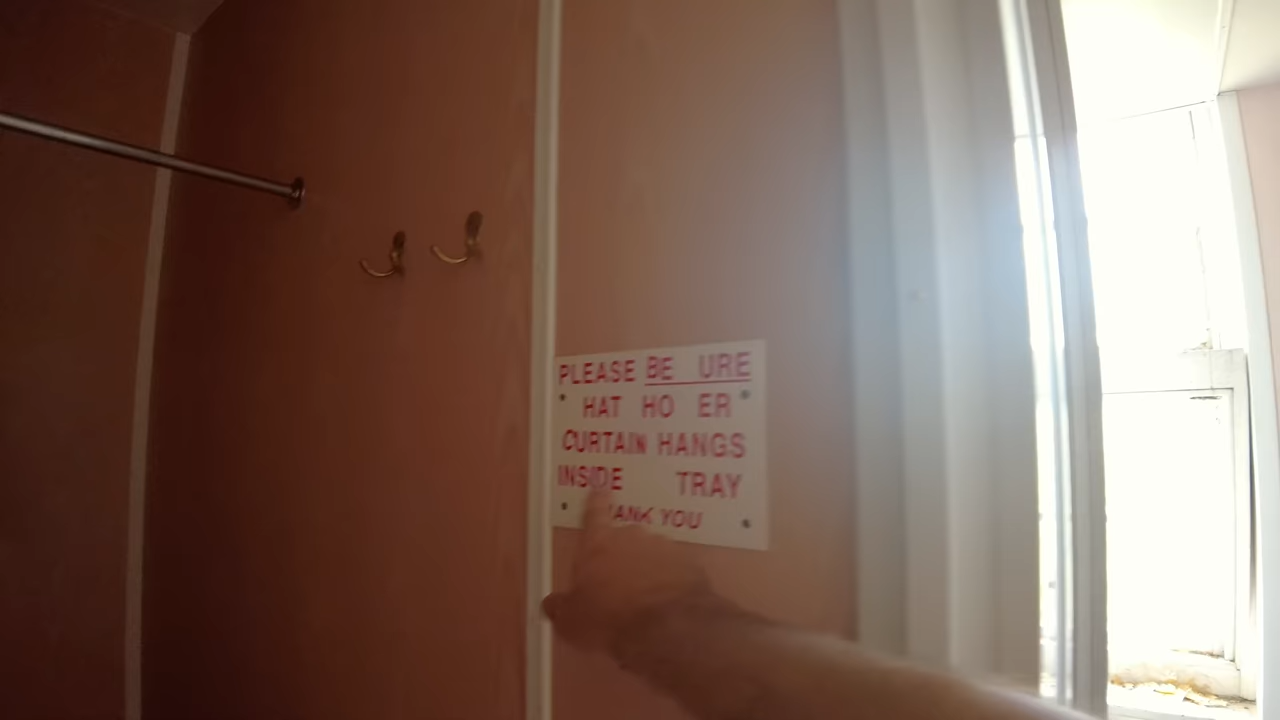 PLEASE BE URE
HAT HO ER
CURTAIN HANGS
INSIDE TRAY
ANK YOU